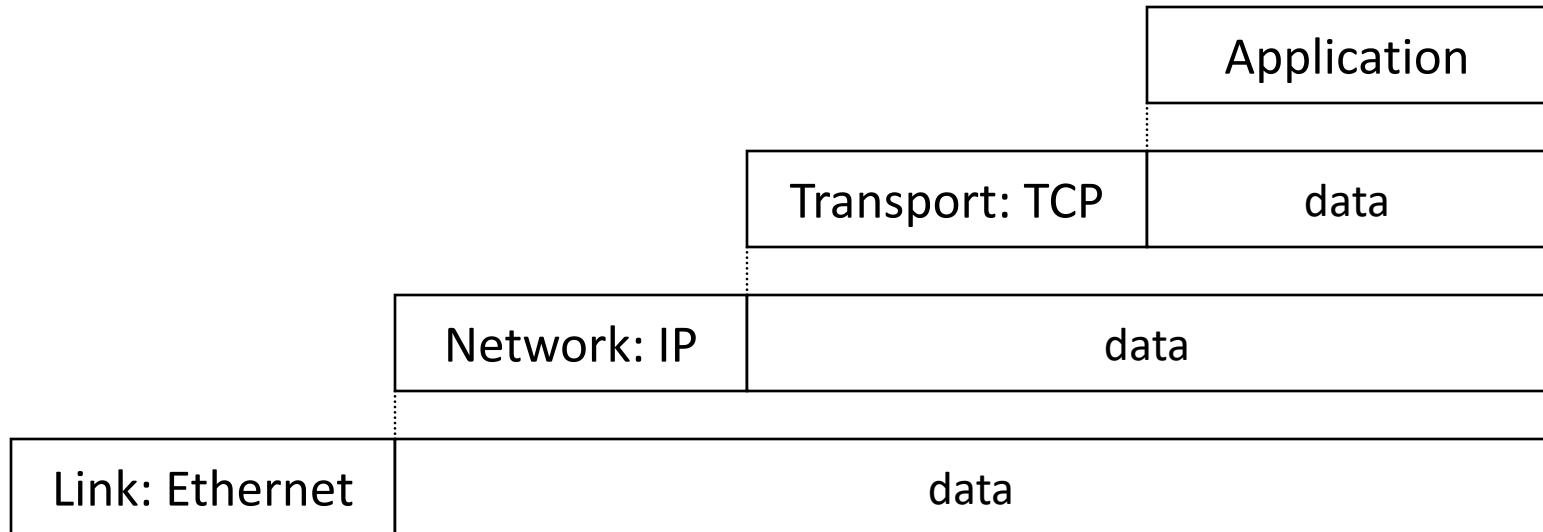 Application
Transport: TCP data
Network: IP data
Link: Ethernet data